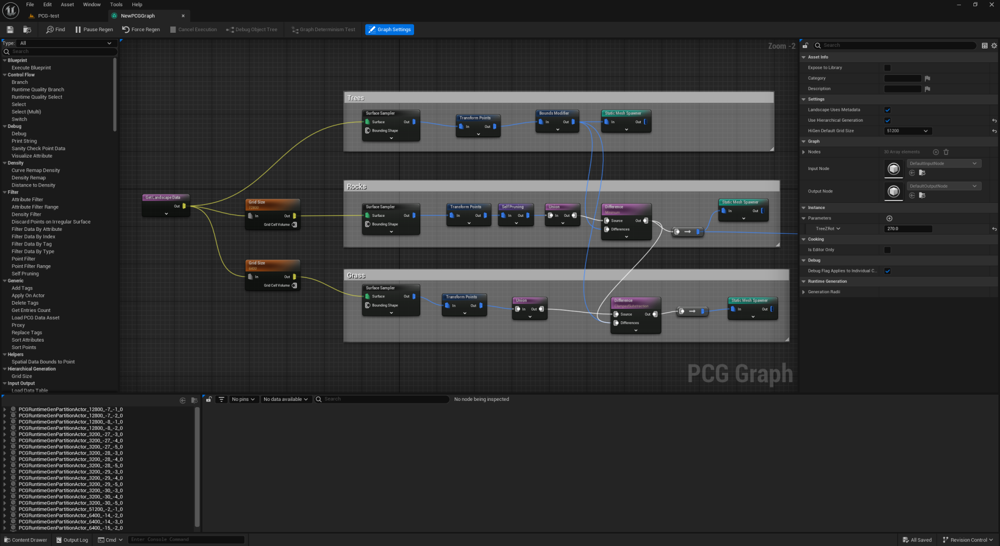 File Edit Asset Window Tools Help
PCG-test
NewPCGGraph
Find Pause Regen Force Regen Cancel Execution Debug Object Tree Graph Determinism Test Graph Settings
Type: All
Search
Blueprint
Execute Blueprint
Control Flow
Branch
Runtime Quality Branch
Runtime Quality Select
Select
Select (Multi)
Switch
Debug
Debug
Print String
Sanity Check Point Data
Visualize Attribute
Density
Curve Remap Density
Density Remap
Distance to Density
Filter
Attribute Filter
Attribute Filter Range
Density Filter
Discard Points on Irregular Surface
Filter Data By Attribute
Filter Data By Index
Filter Data By Tag
Filter Data By Type
Point Filter
Point Filter Range
Self Pruning
Generic
Add Tags
Apply On Actor
Delete Tags
Get Entries Count
Load PCG Data Asset
Proxy
Replace Tags
Sort Attributes
Sort Points
Helpers
Spatial Data Bounds to Point
Hierarchical Generation
Grid Size
Input Output
Load Data Table
Zoom -2
Get Landscape Data
Out
Grid Size
12800
In Out
Grid Cell Volume
Grid Size
6400
In Out
Grid Cell Volume
Trees
Surface Sampler
Surface Out
Bounding Shape
Transform Points
In Out
Bounds Modifier
In Out
Static Mesh Spawner
In Out
Rocks
Surface Sampler
Surface Out
Bounding Shape
Transform Points
In Out
Self Pruning
In Out
Union
In Out
Difference
Minimum
Source Out
Differences
Static Mesh Spawner
In Out
Grass
Surface Sampler
Surface Out
Bounding Shape
Transform Points
In Out
Union
In Out
Difference
ClampedSubstraction
Source Out
Differences
Static Mesh Spawner
In Out
PCG Graph
Search
Asset Info
Expose to Library
Category
Description
Settings
Landscape Uses Metadata
Use Hierarchical Generation
HiGen Default Grid Size 51200
Graph
Nodes 30 Array elements
Input Node DefaultInputNode
Output Node DefaultOutputNode
Instance
Parameters
TreeZRot 270.0
Cooking
Is Editor Only
Debug
Debug Flag Applies to Individual C...
Runtime Generation
Generation Radii
PCGRuntimeGenPartitionActor_12800_-7_-1_0
PCGRuntimeGenPartitionActor_12800_-7_-2_0
PCGRuntimeGenPartitionActor_12800_-8_-1_0
PCGRuntimeGenPartitionActor_12800_-8_-2_0
PCGRuntimeGenPartitionActor_3200_-27_-3_0
PCGRuntimeGenPartitionActor_3200_-27_-4_0
PCGRuntimeGenPartitionActor_3200_-27_-5_0
PCGRuntimeGenPartitionActor_3200_-28_-3_0
PCGRuntimeGenPartitionActor_3200_-28_-4_0
PCGRuntimeGenPartitionActor_3200_-28_-5_0
PCGRuntimeGenPartitionActor_3200_-29_-3_0
PCGRuntimeGenPartitionActor_3200_-29_-4_0
PCGRuntimeGenPartitionActor_3200_-29_-5_0
PCGRuntimeGenPartitionActor_3200_-30_-3_0
PCGRuntimeGenPartitionActor_3200_-30_-4_0
PCGRuntimeGenPartitionActor_3200_-30_-5_0
PCGRuntimeGenPartitionActor_51200_-2_-1_0
PCGRuntimeGenPartitionActor_6400_-14_-2_0
PCGRuntimeGenPartitionActor_6400_-14_-3_0
PCGRuntimeGenPartitionActor_6400_-15_-2_0
No pins No data available Search No node being inspected
Content Drawer Output Log Cmd Enter Console Command All Saved Revision Control